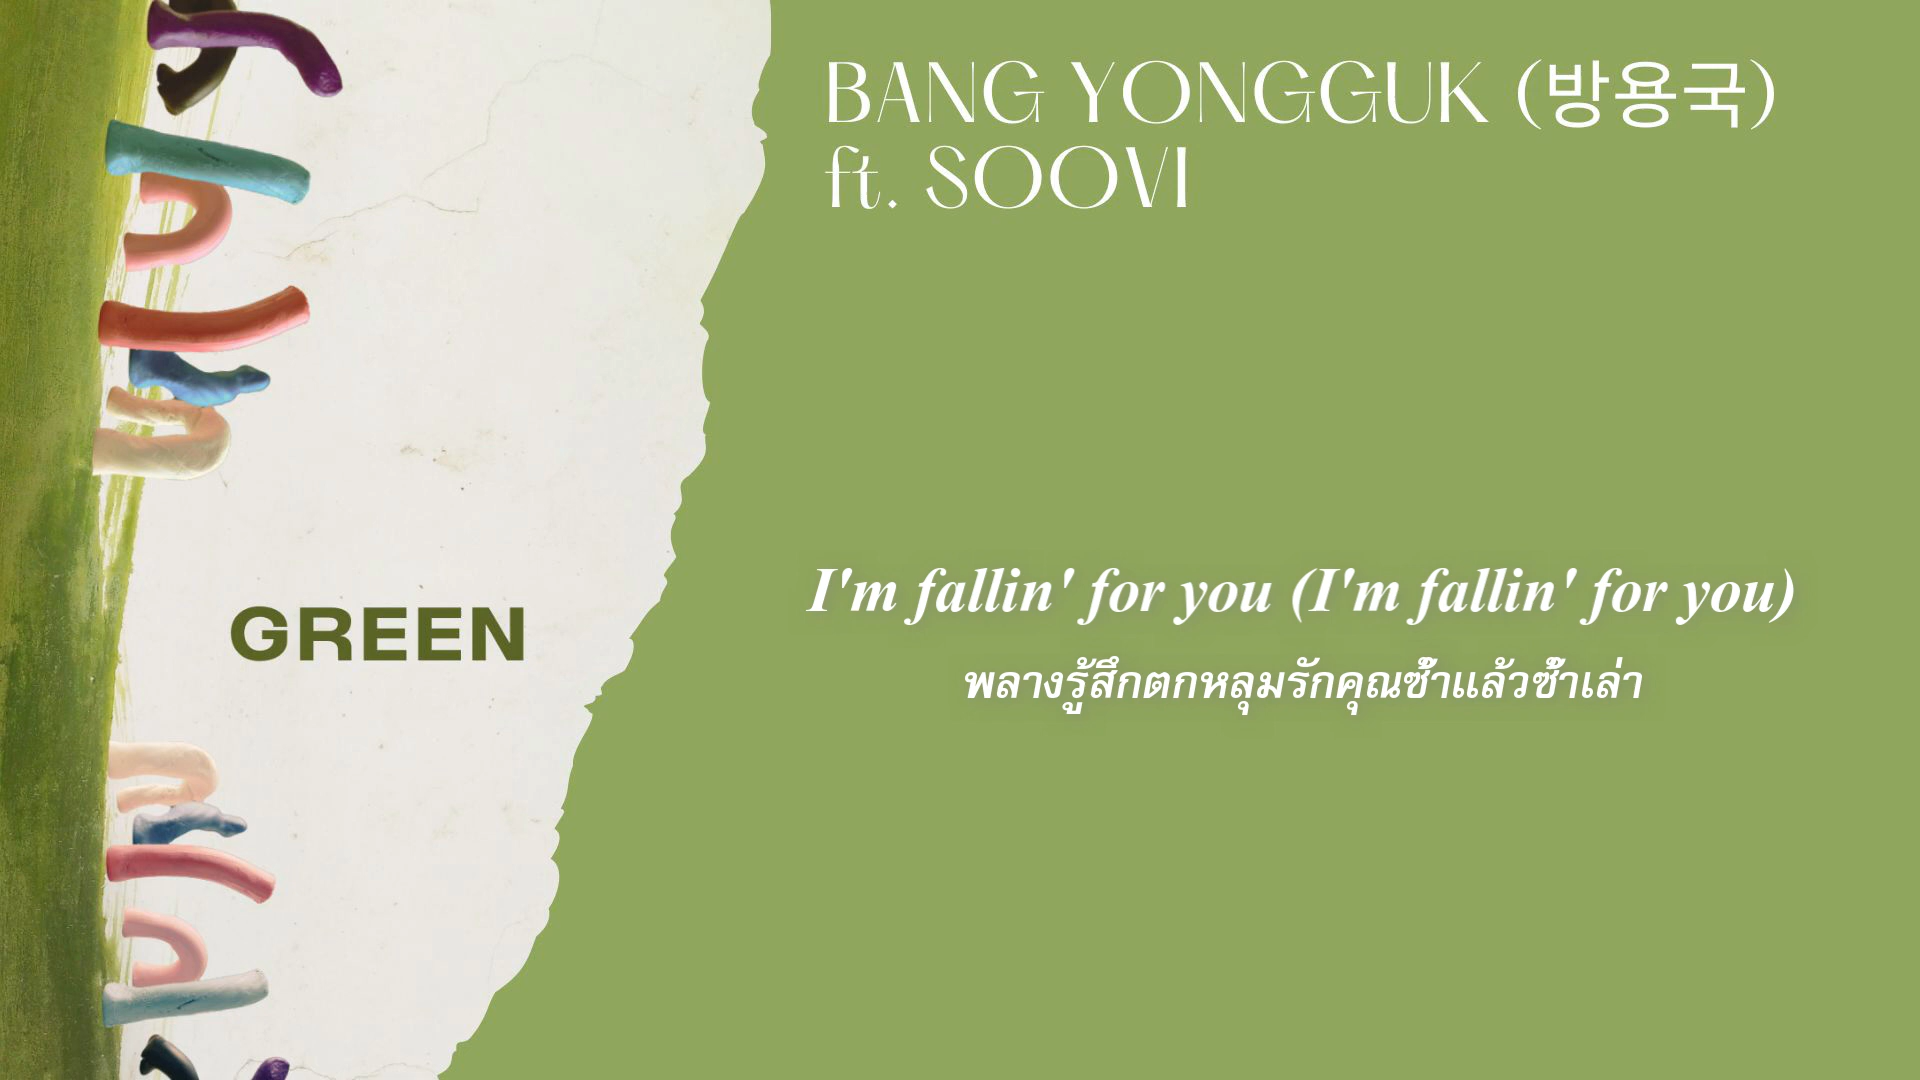 BANG YONGGUK (방용국)
ft. SOOVI
I'm fallin' for you (I'm fallin' for you)
พลางรู้สึกตกหลุมรักคุณซ้ำแล้วซ้ำเล่า
GREEN